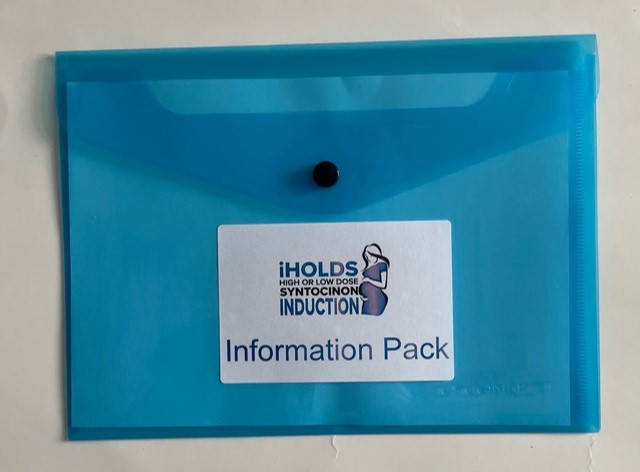 iHOLDS
HIGH OR LOW DOSE
SYNTOCINON
INDUCTION
Information Pack